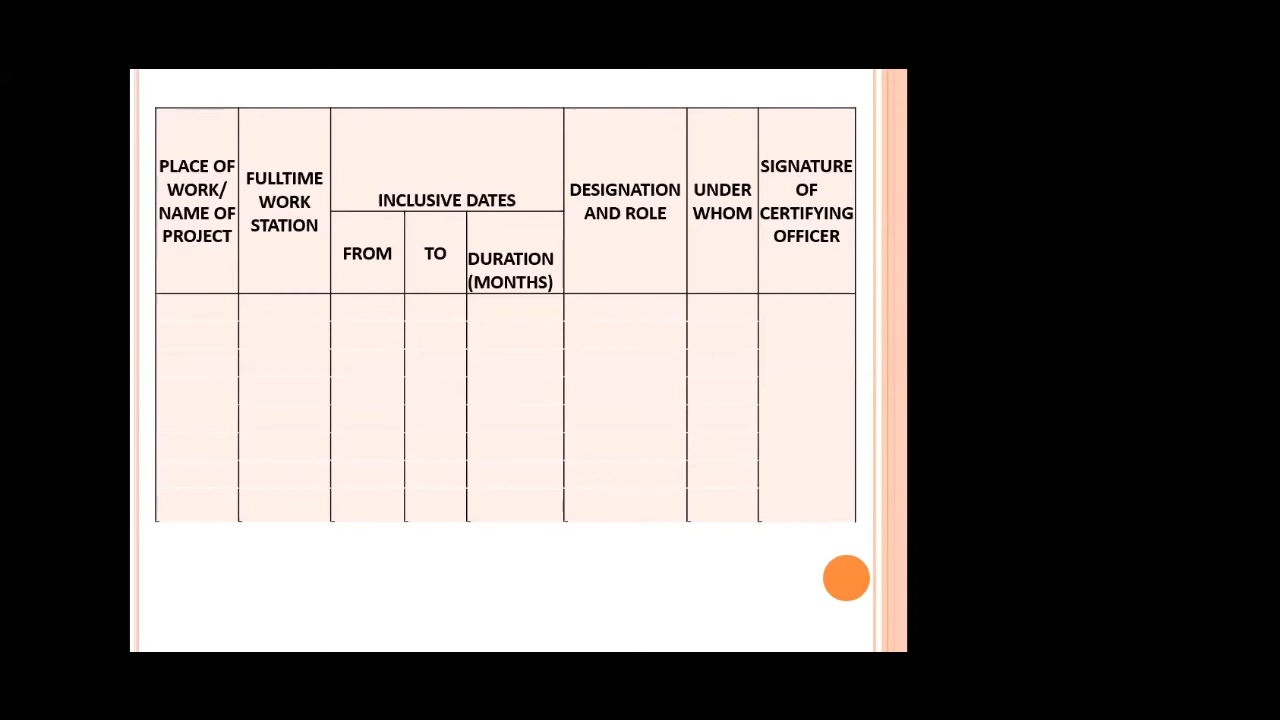 PLACE OF
WORK/
NAME OF
PROJECT
FULLTIME
WORK
STATION
INCLUSIVE DATES
FROM
TO
DURATION
(MONTHS)
DESIGNATION
AND ROLE
UNDER
WHOM
SIGNATURE
OF
CERTIFYING
OFFICER